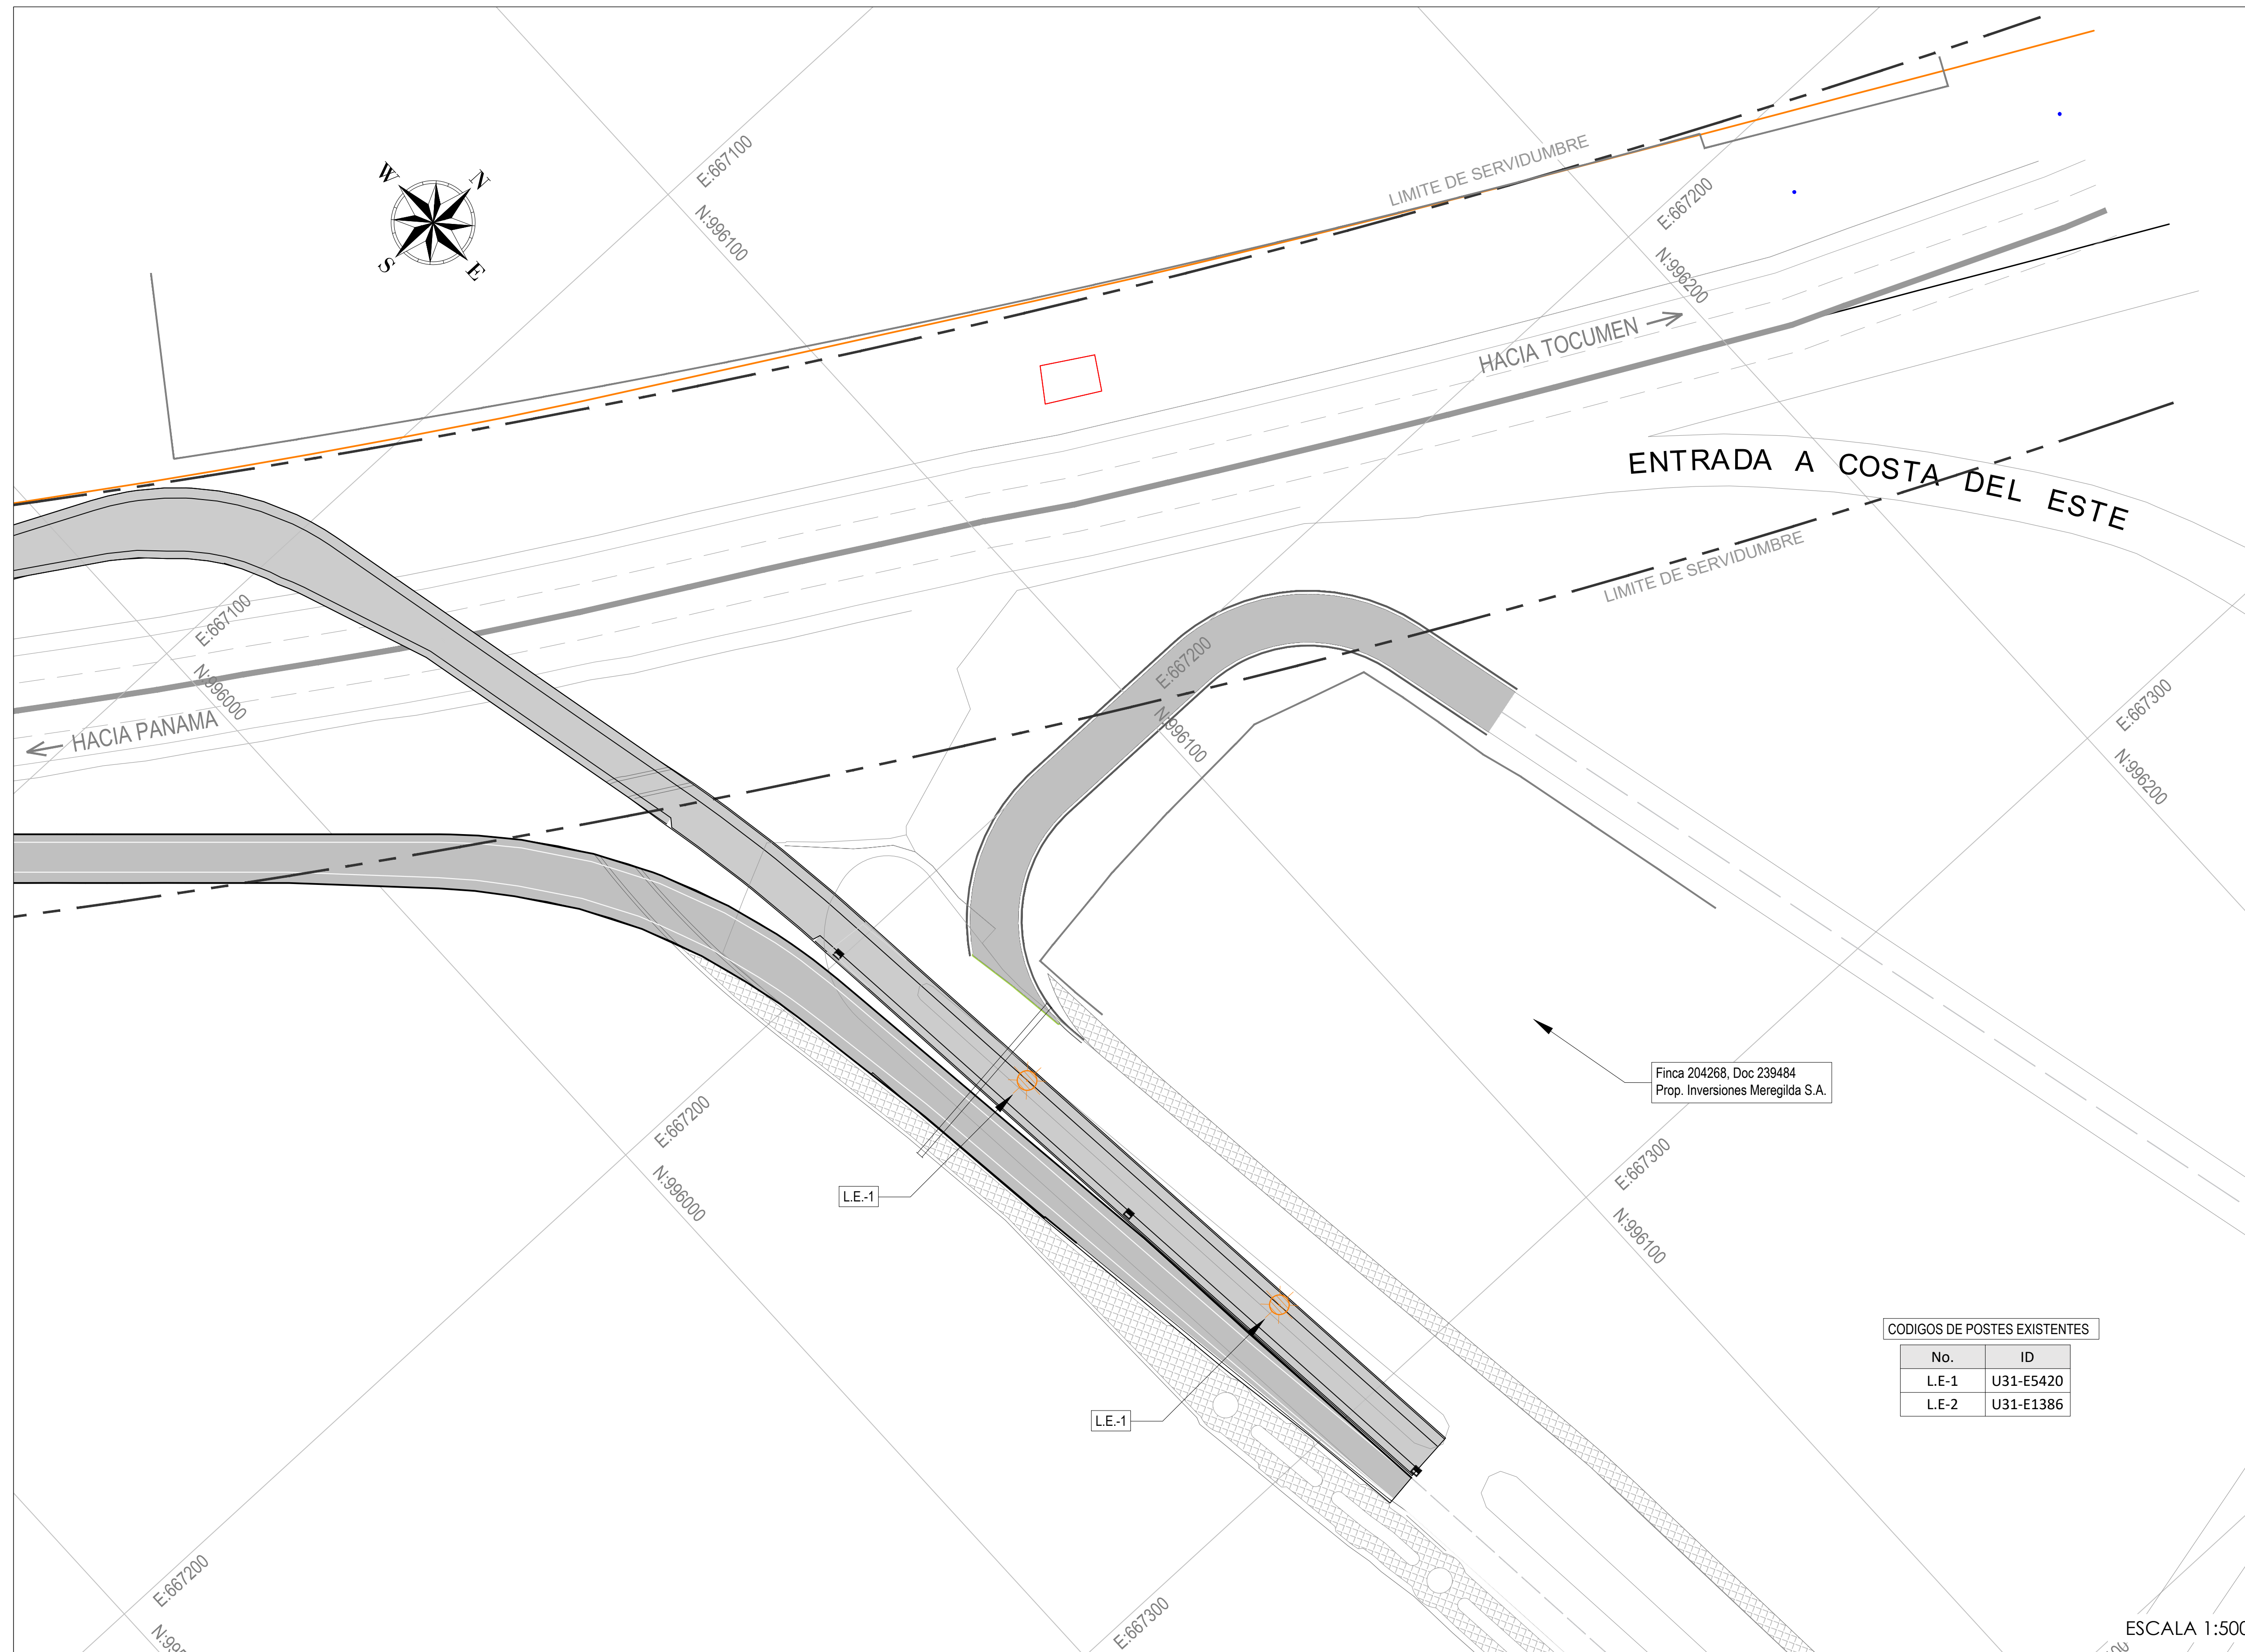 E:667100
N:996100
LIMITE DE SERVIDUMBRE
W
N
S
E
E:667200
N:996200
HACIA TOCUMEN
ENTRADA A COSTA DEL ESTE
LIMITE DE SERVIDUMBRE
E:667100
N:996000
HACIA PANAMA
E:667200
N:996100
E:667300
N:996200
Finca 204268, Doc 239484
Prop. Inversiones Meregilda S.A.
E:667200
N:996000
L.E.-1
E:667300
N:996100
CODIGOS DE POSTES EXISTENTES
No. ID
L.E-1 U31-E5420
L.E-2 U31-E1386
L.E.-1
E:667200
E:667300
ESCALA 1:500